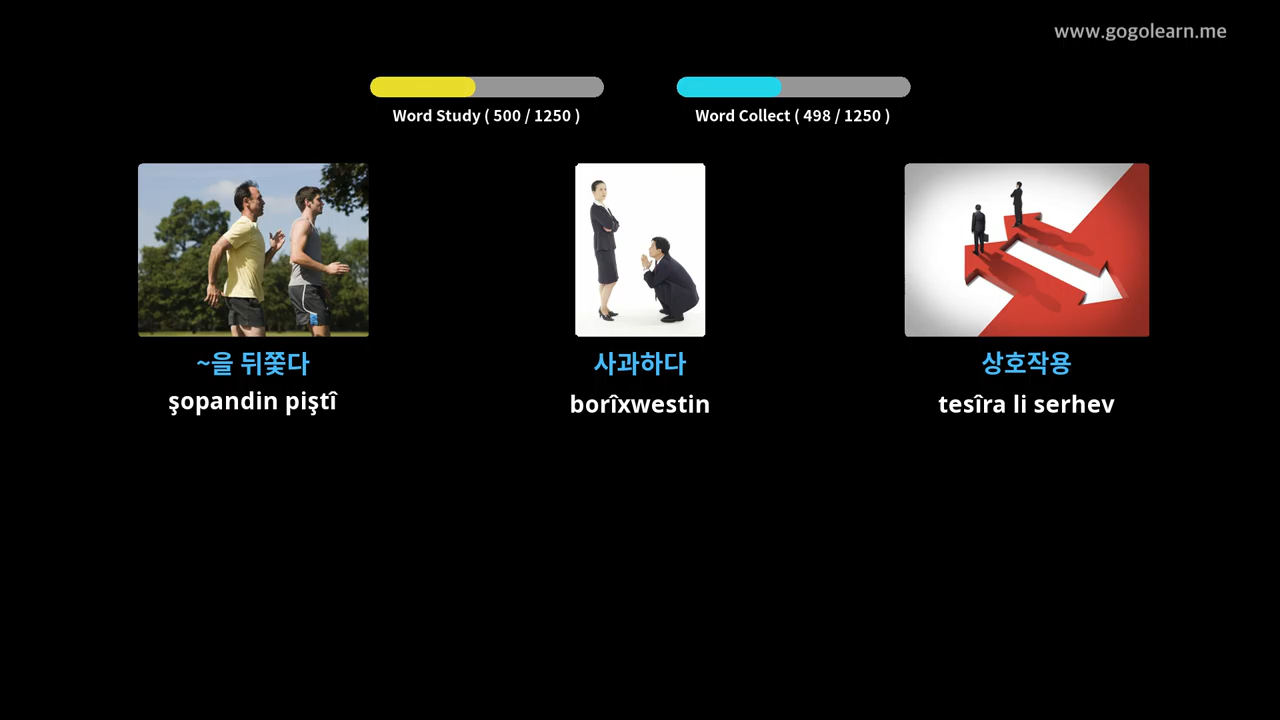 www.gogolearn.me
Word Study ( 500 / 1250 )
Word Collect ( 498 / 1250 )
~을 뒤쫓다
şopandin piştî
사과하다
borîxwestin
상호작용
tesîra li serhev